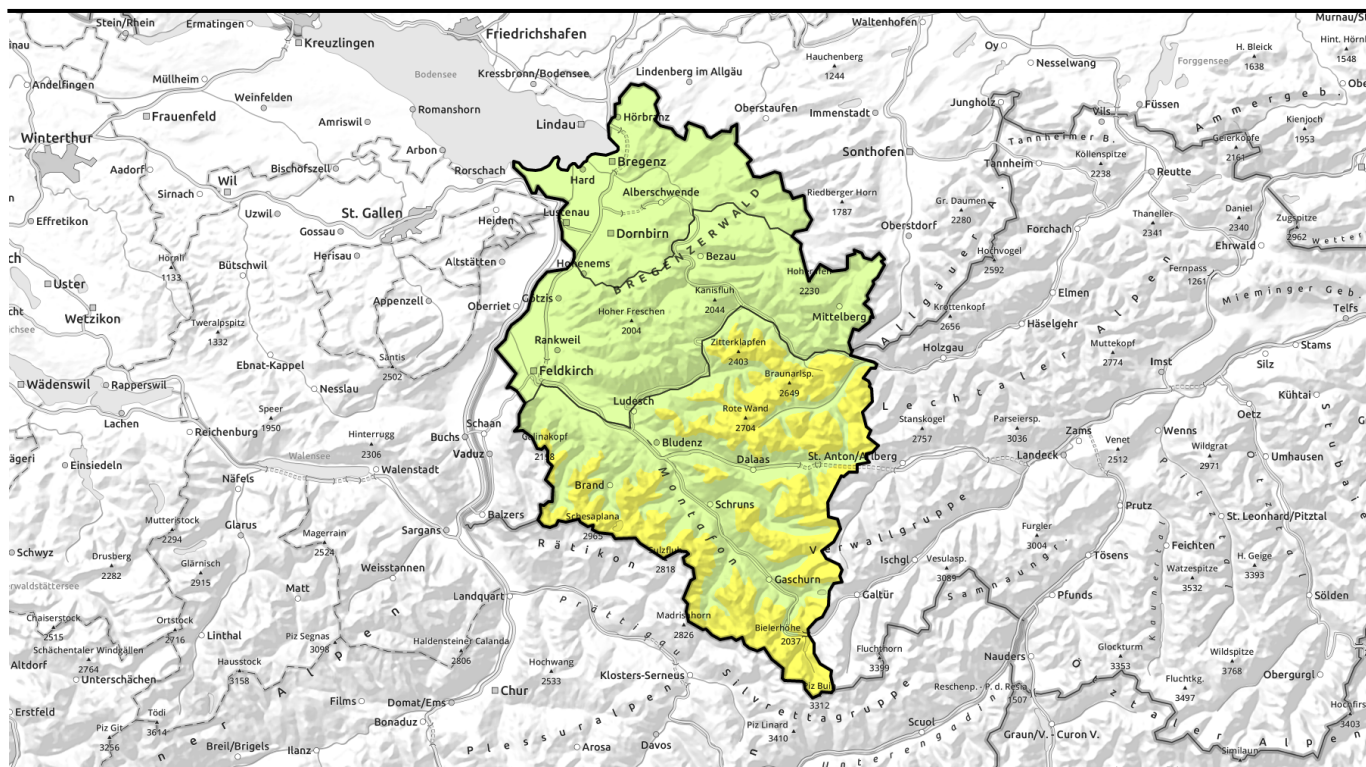 Stein/Rhein
Ermatingen
Kreuzlingen
Friedrichshafen
Waltenhofen
Murnau/S
Oy
Hauchenberg
1244
H. Bleick
1638
Hint. Hörnl
1548
Nesselwang
Forggensee
Andelfingen
Müllheim
Bodensee
Kressbronn/Bodensee
Lindenberg im Allgäu
Weinfelden
Romanshorn
Oberstaufen
Jungholz
Füssen
Frauenfeld
Amriswil
Lindau
Hörbranz
Immenstadt
Vils
Ammergeb.
Kienjoch
1953
Winterthur
Arbon
Sonthofen
Tannheimer B.
Geierköpfe
2161
Köllenspitze
2238
Aadorf
Bischofszell
Rorschach
Bregenz
Tannheim
Reutte
Wil
Sirnach
Hard
Alberschwende
Riedberger Horn
1787
Gr. Daumen
2280
Effretikon
Uzwil
St. Gallen
Heiden
Lustenau
Thaneller
2341
Daniel
2340
Zugspitze
2962
Gossau
Dornbirn
BREGENZERWALD
Oberstdorf
Forchach
Ehrwald
Wette
Hörnli
1133
Bütschwil
Herisau
Altstätten
Hohenems
Bezau
Hochvogel
2592
Allgäuer A.
Fernpass
1261
Uster
Appenzell
Götzis
Oberriet
Kanisfluh
2044
2230
Elmen
Mieminger Geb
Wetzikon
Tweralpspitz
1332
Hoher Freschen
2004
Mittelberg
Krottenkopf
2656
Häselgehr
Telfs
Rankweil
Zitterklapfen
2403
Holzgau
Muttekopf
2774
Stams
Säntis
2502
Ebnat-Kappel
Imst
Silz
Wädenswil
Rapperswil
Nesslau
Feldkirch
Braunarlsp.
2649
Lechtaler Alpen
Kühtai
Lachen
Speer
1950
Ludesch
Rote Wand
2704
Stanskogel
2757
Parseiersp.
3036
Oetz
Reichenburg
Schaan
Buchs
Hinterrugg
2306
Bludenz
Zams
Venet
2512
Wenns
Wildgrat
2971
Umhausen
Einsiedeln
Walensee
Walenstadt
Vaduz
Dalaas
St. Anton/Arlberg
Landeck
Näfels
Brand
Montafon
Schruns
Prutz
Balzers
Schesaplana
2965
Glarus
Mutteristock
2294
Magerrain
2524
Sargans
Rätikon
2818
Verwallgruppe
Furgler
3004
St. Leonhard/Pitztal
Schwyz
Drusberg
2282
Glärnisch
2915
Weisstannen
Ischgl
Vesulasp.
3089
Tösens
Feichten
Watzespitze
3532
H. Geige
3393
Gaschurn
Samnaungr.
Matt
Landquart
Galtür
Pfunds
Sölden
Chaiserstock
2515
Ortstock
2716
Prättigau
Madrisahorn
2826
Bielerhöhe
2037
Linthal
Piz Segnas
3098
Haldensteiner Calanda
2806
Schächentaler Windgällen
2764
Altdorf
Unterschächen
Hausstock
3158
Hochwang
2533
Klosters-Serneus
Silvrettagruppe
Fluchthorn
3399
Nauders
Glockturm
3353
Wildspitze
3768
Obergurgl
Chur
Fluchtkg.
3497
Reschenp. - P. d. Resia
1507
Erstfeld
Tödi
3614
Films
Domat/Ems
3312
Piz Git
3256
Bonaduz
Piz Linard
3410
Scuol
Graun/V. - Curon V.
Ötztaler Alpen
3403
Breil/Brigels
Ilanz
Plessuralpen
Arosa
Davos
Unterengadin
Similaun